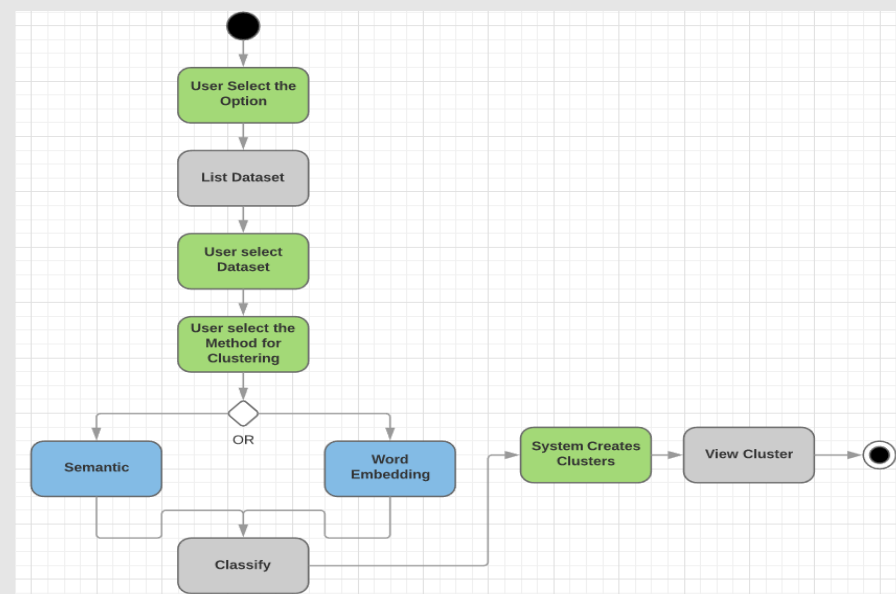 User Select the
Option
List Dataset
User select
Dataset
User select the
Method for
Clustering
OR
Semantic
Word
Embedding
System Creates
Clusters
View Cluster
Classify